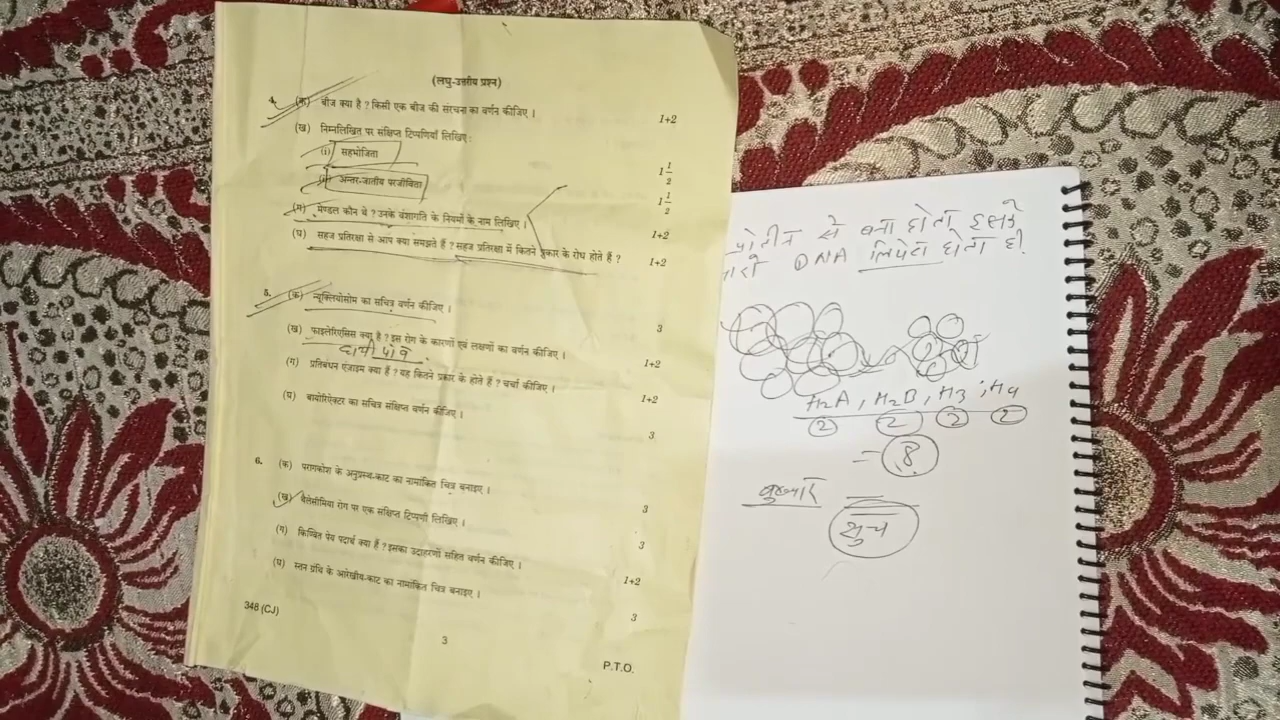 (लघु-उत्तरीय प्रश्न)
4. (क) बीज क्या है ? किसी एक बीज की संरचना का वर्णन कीजिए । 1+2
(ख) निम्नलिखित पर संक्षिप्त टिप्पणियाँ लिखिए :
(i) सहभोजिता 1 1/2
(ii) अन्तर-जातीय परजीविता 1 1/2
(ग) मेण्डल कौन थे ? उनके वंशागति के नियमों के नाम लिखिए । 1+2
(घ) सहज प्रतिरक्षा से आप क्या समझते हैं ? सहज प्रतिरक्षा में कितने प्रकार के रोध होते हैं ? 1+2
5. (क) न्यूक्लियोसोम का सचित्र वर्णन कीजिए । 3
(ख) फाइलेरिएसिस क्या है ? इस रोग के कारणों एवं लक्षणों का वर्णन कीजिए । 1+2
(ग) प्रतिबंधन एंजाइम क्या हैं ? यह कितने प्रकार के होते हैं ? चर्चा कीजिए । 1+2
(घ) बायोरिऐक्टर का सचित्र संक्षिप्त वर्णन कीजिए । 3
6. (क) परागकोश के अनुप्रस्थ-काट का नामांकित चित्र बनाइए । 3
(ख) थैलेसीमिया रोग पर एक संक्षिप्त टिप्पणी लिखिए । 3
(ग) किण्वित पेय पदार्थ क्या हैं ? इसका उदाहरणों सहित वर्णन कीजिए । 1+2
(घ) स्तन ग्रंथि के आरेखीय-काट का नामांकित चित्र बनाइए । 3
348 (CJ)
3
P.T.O.
प्रोटीन से बना होता इसके
चारो DNA लिपेटा होता है।
H2A, H2B, H3, H4
2 2 2 2
= 8
बुखार